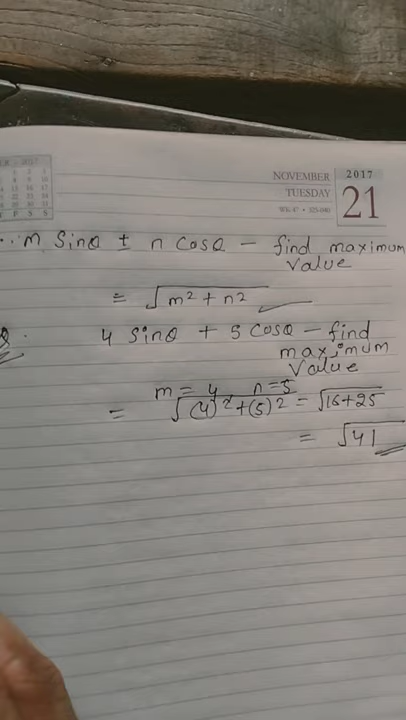 NOVEMBER 2017
TUESDAY 21
m Sinθ ± n Cosθ - find maximum
Value
= √m² + n²
Q. 4 Sinθ + 5 Cosθ - find
maximum
Value
m = 4 n = 5
= √(4)² + (5)² = √16 + 25
= √41